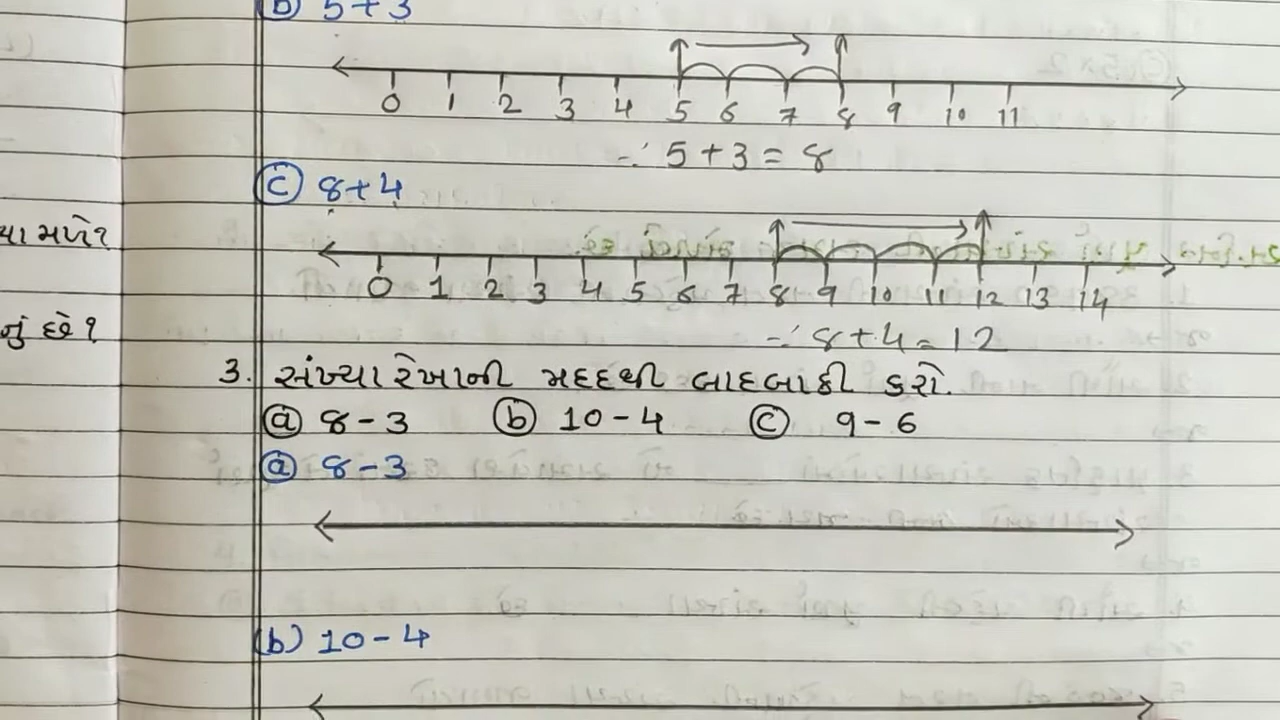 (b) 5+3
0 1 2 3 4 5 6 7 8 9 10 11
∴ 5+3=8
(c) 8+4
0 1 2 3 4 5 6 7 8 9 10 11 12 13 14
∴ 8+4=12
નું દછે?
3. સંખ્યારેખાની મદદથી બાદબાકી કરો.
(a) 8-3 (b) 10-4 (c) 9-6
(a) 8-3
(b) 10-4